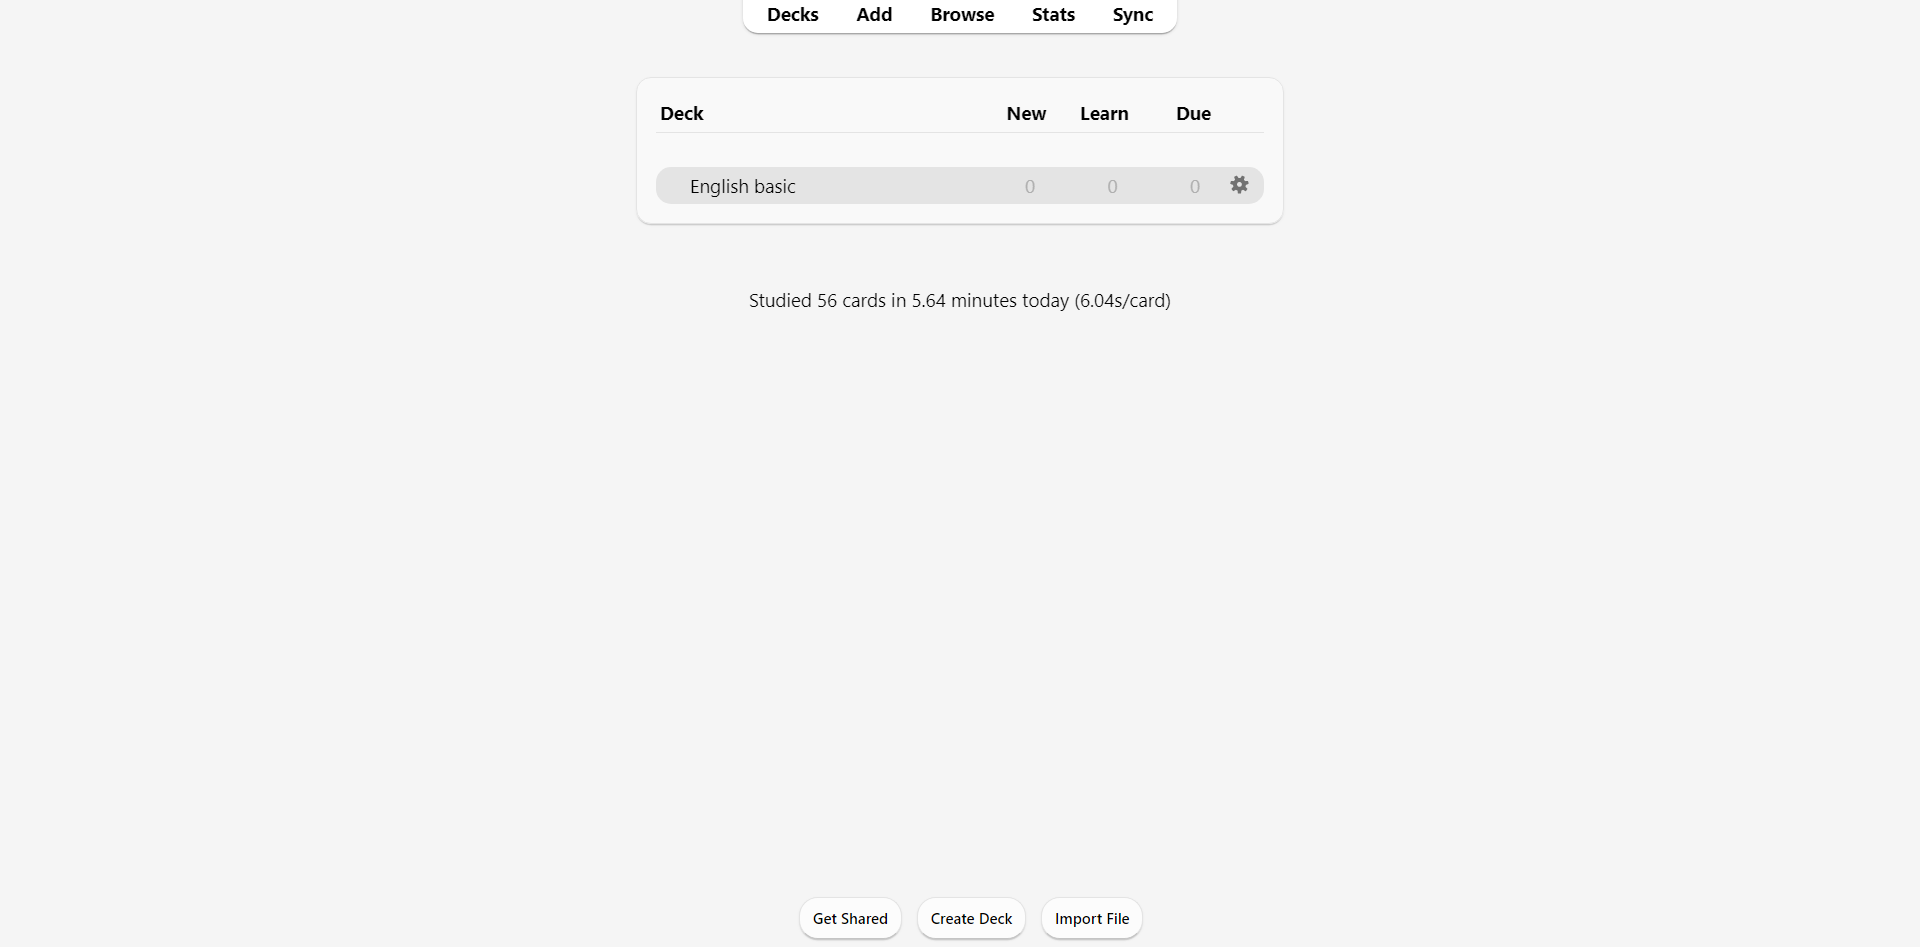 Decks Add Browse Stats Sync
Deck New Learn Due
English basic 0 0 0
Studied 56 cards in 5.64 minutes today (6.04s/card)
Get Shared Create Deck Import File